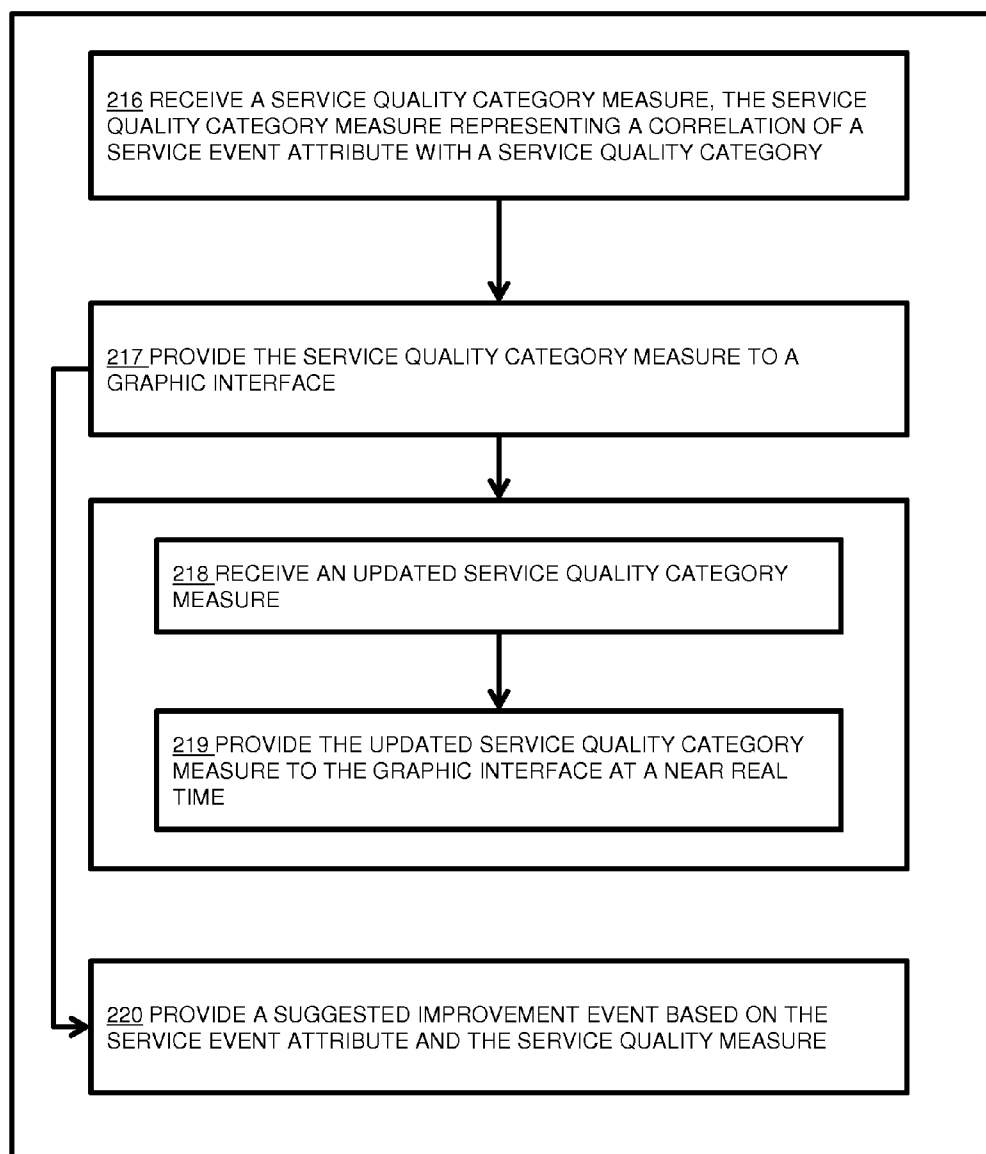 216 RECEIVE A SERVICE QUALITY CATEGORY MEASURE, THE SERVICE
QUALITY CATEGORY MEASURE REPRESENTING A CORRELATION OF A
SERVICE EVENT ATTRIBUTE WITH A SERVICE QUALITY CATEGORY
217 PROVIDE THE SERVICE QUALITY CATEGORY MEASURE TO A
GRAPHIC INTERFACE
218 RECEIVE AN UPDATED SERVICE QUALITY CATEGORY
MEASURE
219 PROVIDE THE UPDATED SERVICE QUALITY CATEGORY
MEASURE TO THE GRAPHIC INTERFACE AT A NEAR REAL
TIME
220 PROVIDE A SUGGESTED IMPROVEMENT EVENT BASED ON THE
SERVICE EVENT ATTRIBUTE AND THE SERVICE QUALITY MEASURE